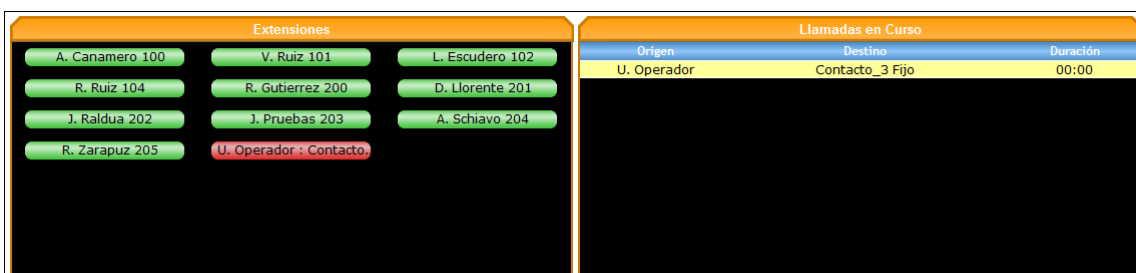 Extensiones
A. Canamero 100 V. Ruiz 101 L. Escudero 102
R. Ruiz 104 R. Gutierrez 200 D. Llorente 201
J. Raldua 202 J. Pruebas 203 A. Schiavo 204
R. Zarapuz 205 U. Operador : Contacto.
Llamadas en Curso
Origen Destino Duración
U. Operador Contacto_3 Fijo 00:00